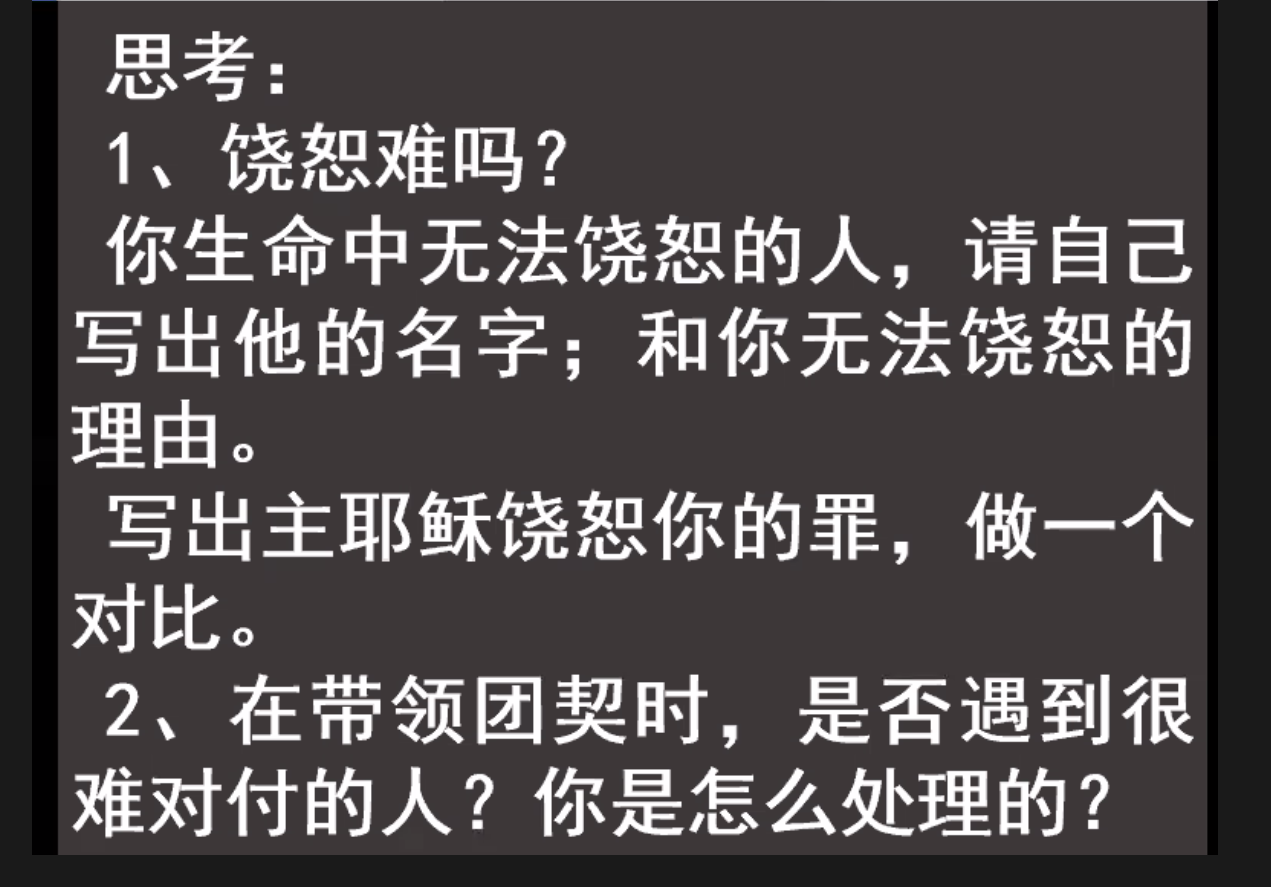 思考：
1、饶恕难吗？
你生命中无法饶恕的人，请自己
写出他的名字；和你无法饶恕的
理由。
写出主耶稣饶恕你的罪，做一个
对比。
2、在带领团契时，是否遇到很
难对付的人？你是怎么处理的？